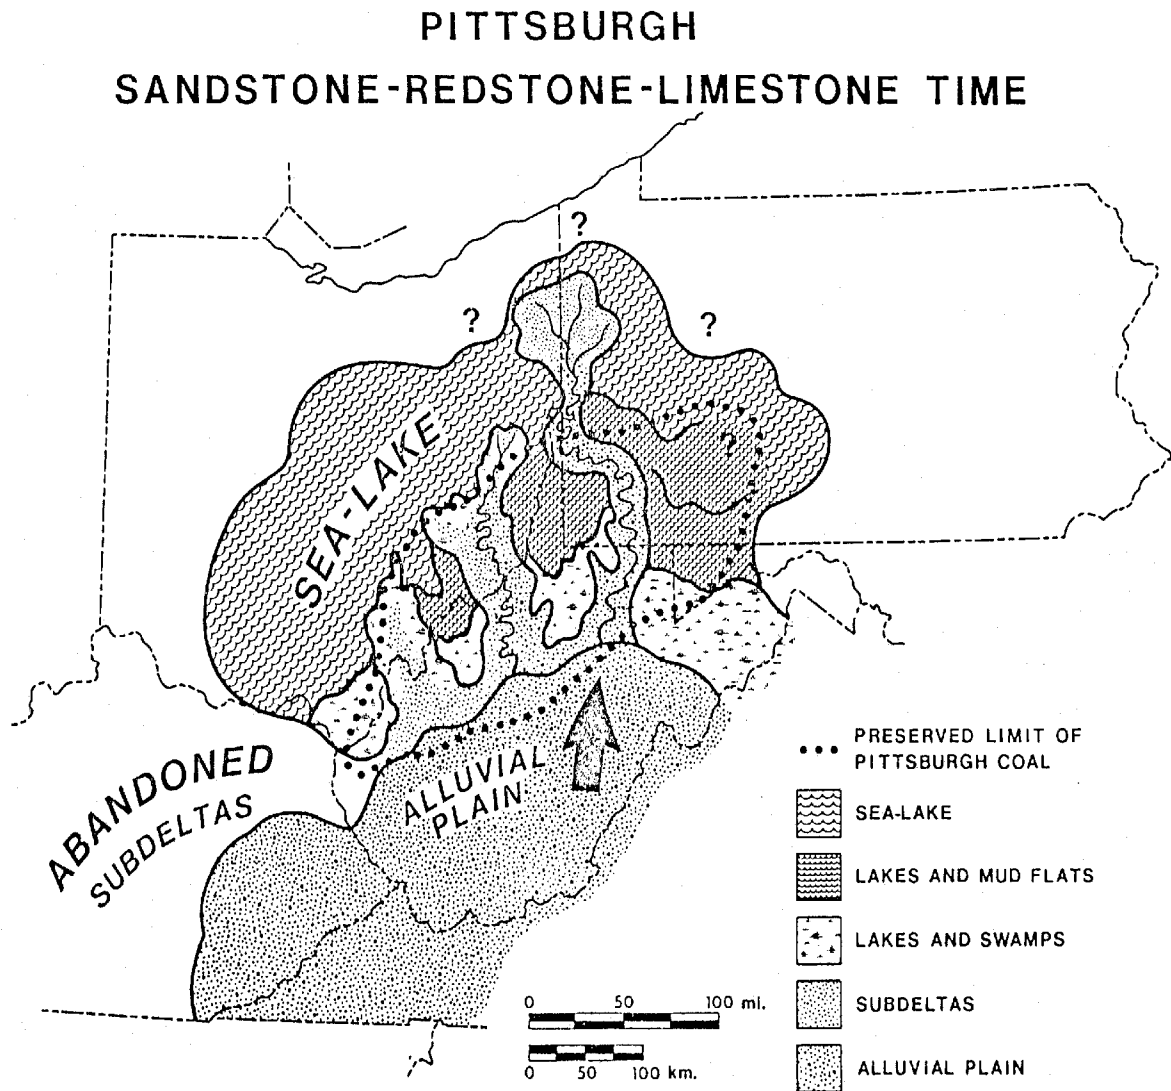 PITTSBURGH
SANDSTONE-REDSTONE-LIMESTONE TIME
?
?
?
?
SEA-LAKE
ABANDONED
SUBDELTAS
ALLUVIAL
PLAIN
PRESERVED LIMIT OF
PITTSBURGH COAL
SEA-LAKE
LAKES AND MUD FLATS
LAKES AND SWAMPS
SUBDELTAS
ALLUVIAL PLAIN
0 50 100 mi.
0 50 100 km.